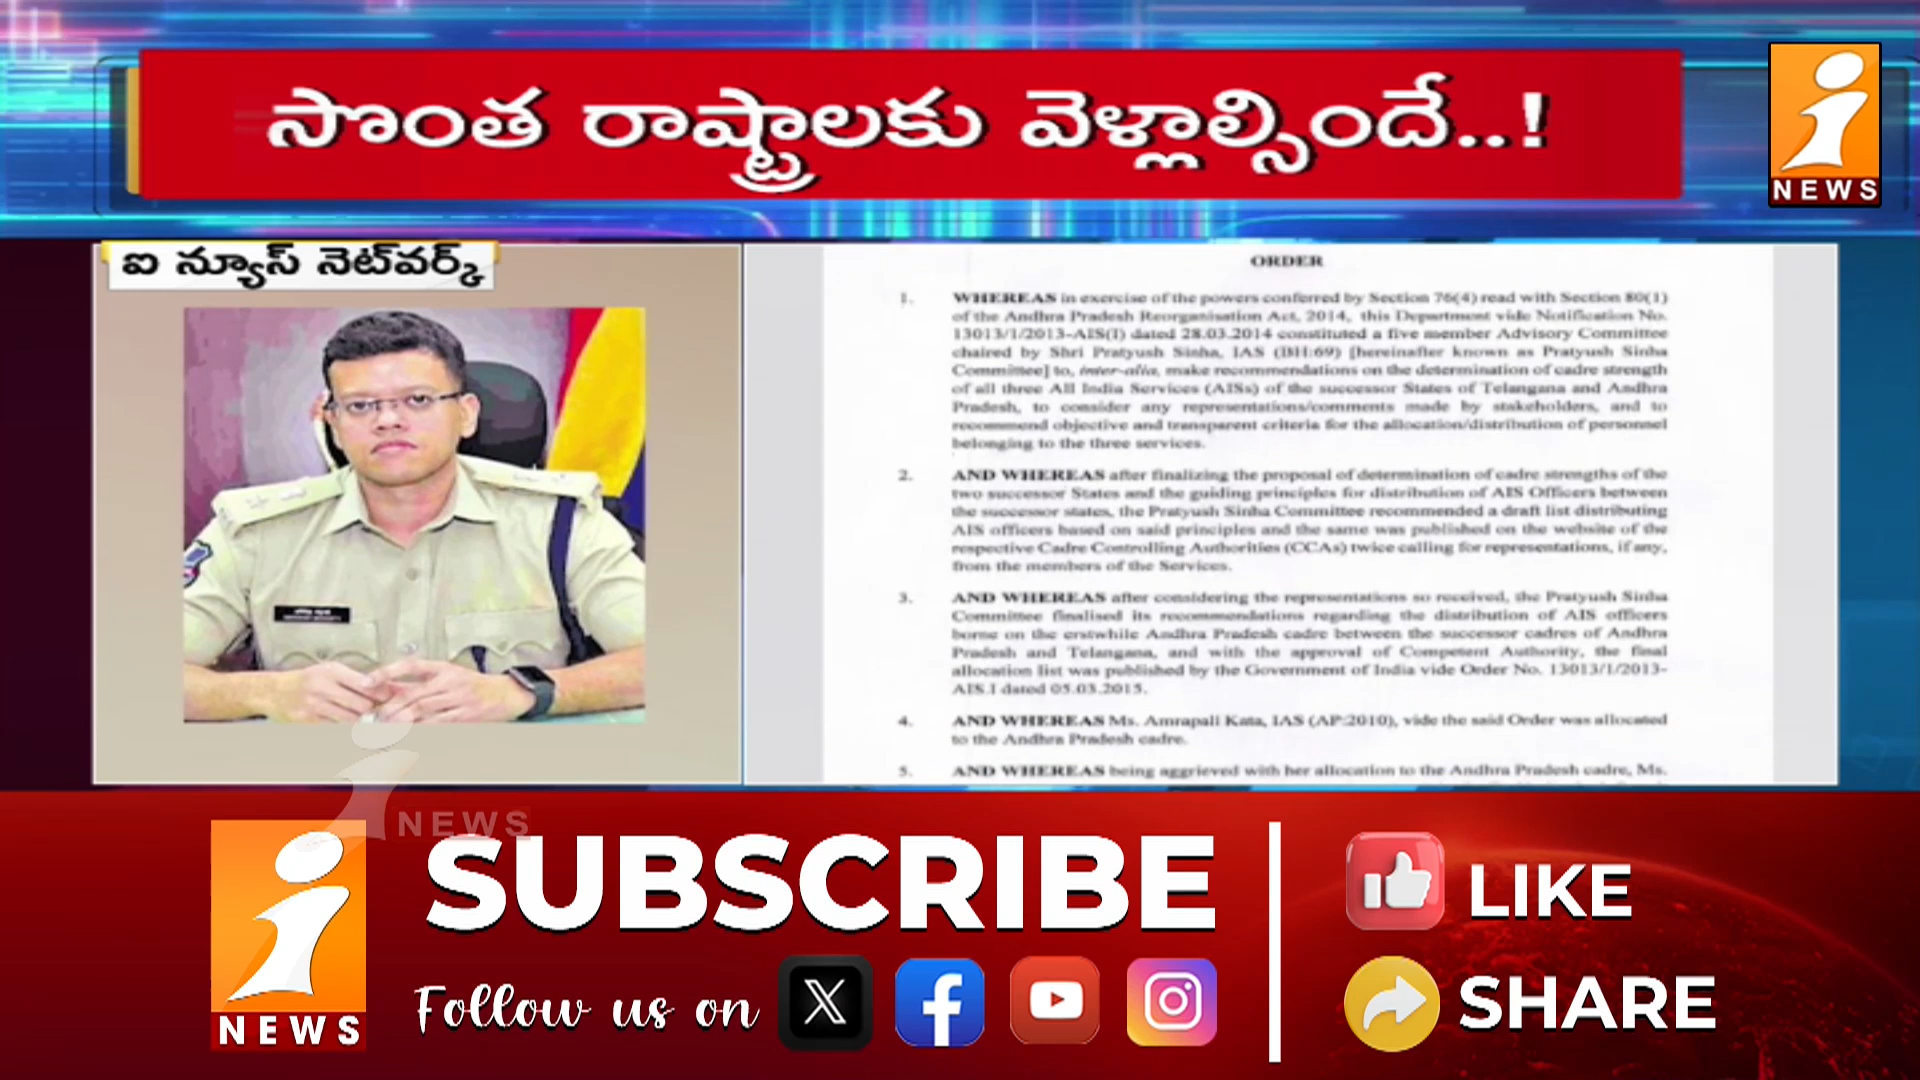 సొంత రాష్ట్రాలకు వెళ్లాల్సిందే..!
i
NEWS
ఐ న్యూస్ నెట్‌వర్క్
ORDER
1. WHEREAS in exercise of the powers conferred by Section 76(4) read with Section 80(1)
of the Andhra Pradesh Reorganisation Act, 2014, this Department vide Notification No.
13013/1/2013-AIS(I) dated 28.03.2014 constituted a five member Advisory Committee
chaired by Shri Pratyush Sinha, IAS (BH:69) [hereinafter known as Pratyush Sinha
Committee] to, inter-alia, make recommendations on the determination of cadre strength
of all three All India Services (AISs) of the successor States of Telangana and Andhra
Pradesh, to consider any representations/comments made by stakeholders, and to
recommend objective and transparent criteria for the allocation/distribution of personnel
belonging to the three services.
2. AND WHEREAS after finalizing the proposal of determination of cadre strengths of the
two successor States and the guiding principles for distribution of AIS Officers between
the successor states, the Pratyush Sinha Committee recommended a draft list distributing
AIS officers based on said principles and the same was published on the website of the
respective Cadre Controlling Authorities (CCAs) twice calling for representations, if any,
from the members of the Services.
3. AND WHEREAS after considering the representations so received, the Pratyush Sinha
Committee finalised its recommendations regarding the distribution of AIS officers
borne on the erstwhile Andhra Pradesh cadre between the successor cadres of Andhra
Pradesh and Telangana, and with the approval of Competent Authority, the final
allocation list was published by the Government of India vide Order No. 13013/1/2013-
AIS.I dated 05.03.2015.
4. AND WHEREAS Ms. Amrapali Kata, IAS (AP:2010), vide the said Order was allocated
to the Andhra Pradesh cadre.
5. AND WHEREAS being aggrieved with her allocation to the Andhra Pradesh cadre, Ms.
i NEWS
i
NEWS
SUBSCRIBE
Follow us on
LIKE
SHARE